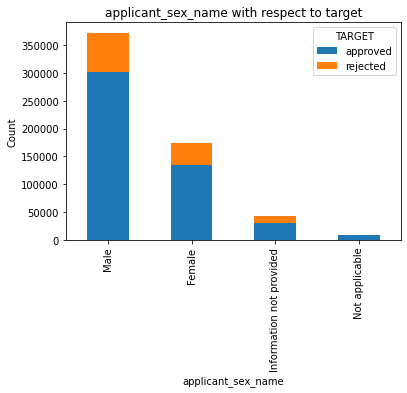 applicant_sex_name with respect to target
TARGET
approved
rejected
Count
350000
300000
250000
200000
150000
100000
50000
0
Male
Female
Information not provided
Not applicable
applicant_sex_name